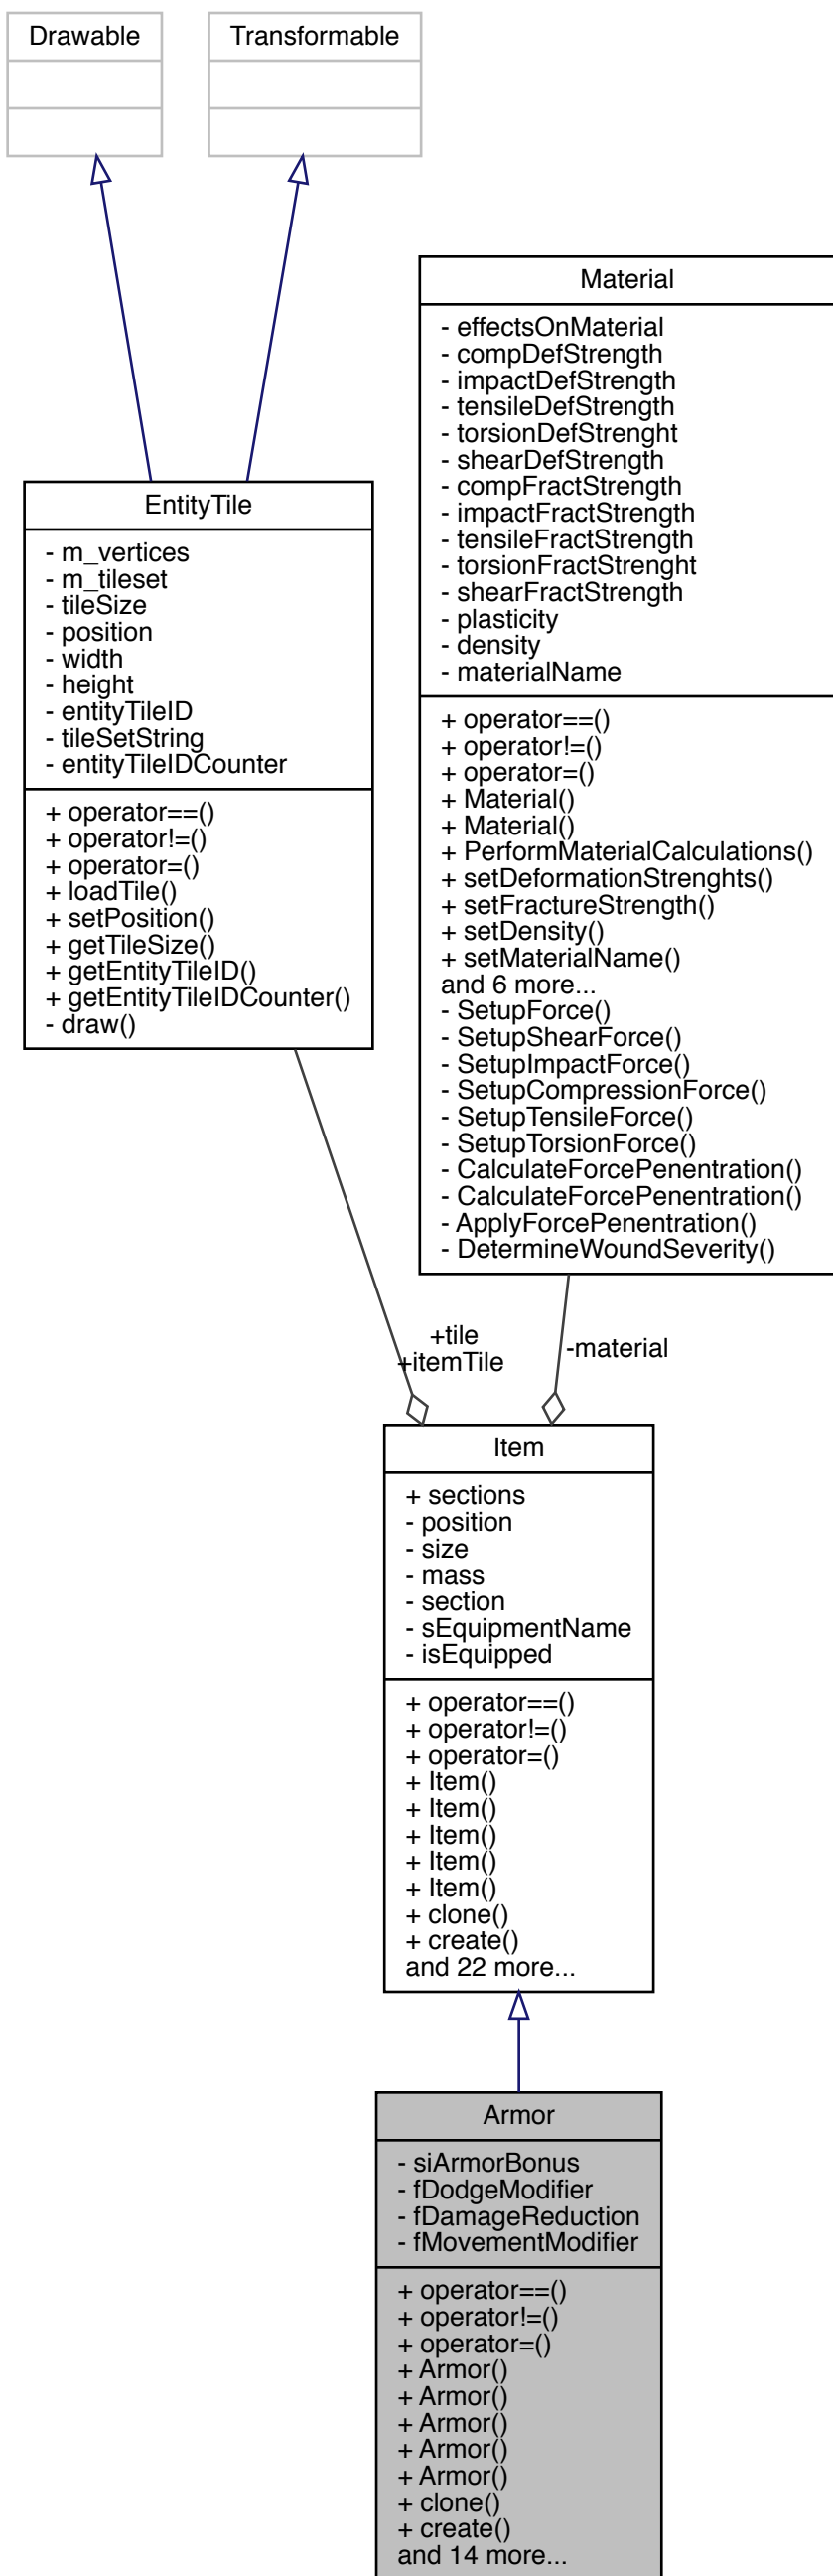 Drawable
Transformable
Material
- effectsOnMaterial
- compDefStrength
- impactDefStrength
- tensileDefStrength
- torsionDefStrenght
- shearDefStrength
- compFractStrength
- impactFractStrength
- tensileFractStrength
- torsionFractStrenght
- shearFractStrength
- plasticity
- density
- materialName
+ operator==()
+ operator!=()
+ operator=()
+ Material()
+ Material()
+ PerformMaterialCalculations()
+ setDeformationStrenghts()
+ setFractureStrength()
+ setDensity()
+ setMaterialName()
and 6 more...
- SetupForce()
- SetupShearForce()
- SetupImpactForce()
- SetupCompressionForce()
- SetupTensileForce()
- SetupTorsionForce()
- CalculateForcePenentration()
- CalculateForcePenentration()
- ApplyForcePenentration()
- DetermineWoundSeverity()
EntityTile
- m_vertices
- m_tileset
- tileSize
- position
- width
- height
- entityTileID
- tileSetString
- entityTileIDCounter
+ operator==()
+ operator!=()
+ operator=()
+ loadTile()
+ setPosition()
+ getTileSize()
+ getEntityTileID()
+ getEntityTileIDCounter()
- draw()
+tile
+itemTile
-material
Item
+ sections
- position
- size
- mass
- section
- sEquipmentName
- isEquipped
+ operator==()
+ operator!=()
+ operator=()
+ Item()
+ Item()
+ Item()
+ Item()
+ Item()
+ clone()
+ create()
and 22 more...
Armor
- siArmorBonus
- fDodgeModifier
- fDamageReduction
- fMovementModifier
+ operator==()
+ operator!=()
+ operator=()
+ Armor()
+ Armor()
+ Armor()
+ Armor()
+ Armor()
+ clone()
+ create()
and 14 more...